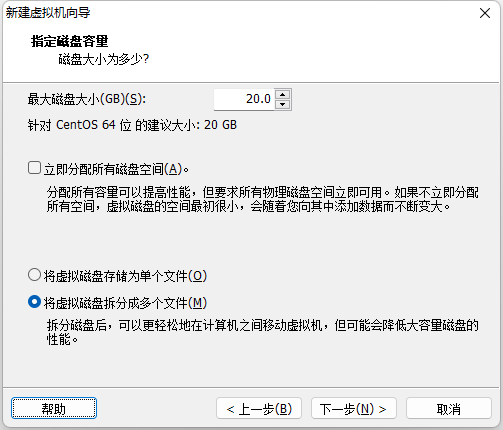 新建虚拟机向导
指定磁盘容量
磁盘大小为多少?
最大磁盘大小(GB)(S): 20.0
针对 CentOS 64 位 的建议大小: 20 GB
立即分配所有磁盘空间(A)。
分配所有容量可以提高性能，但要求所有物理磁盘空间立即可用。如果不立即分配
所有空间，虚拟磁盘的空间最初很小，会随着您向其中添加数据而不断变大。
将虚拟磁盘存储为单个文件(O)
将虚拟磁盘拆分成多个文件(M)
拆分磁盘后，可以更轻松地在计算机之间移动虚拟机，但可能会降低大容量磁盘的
性能。
帮助 < 上一步(B) 下一步(N) > 取消